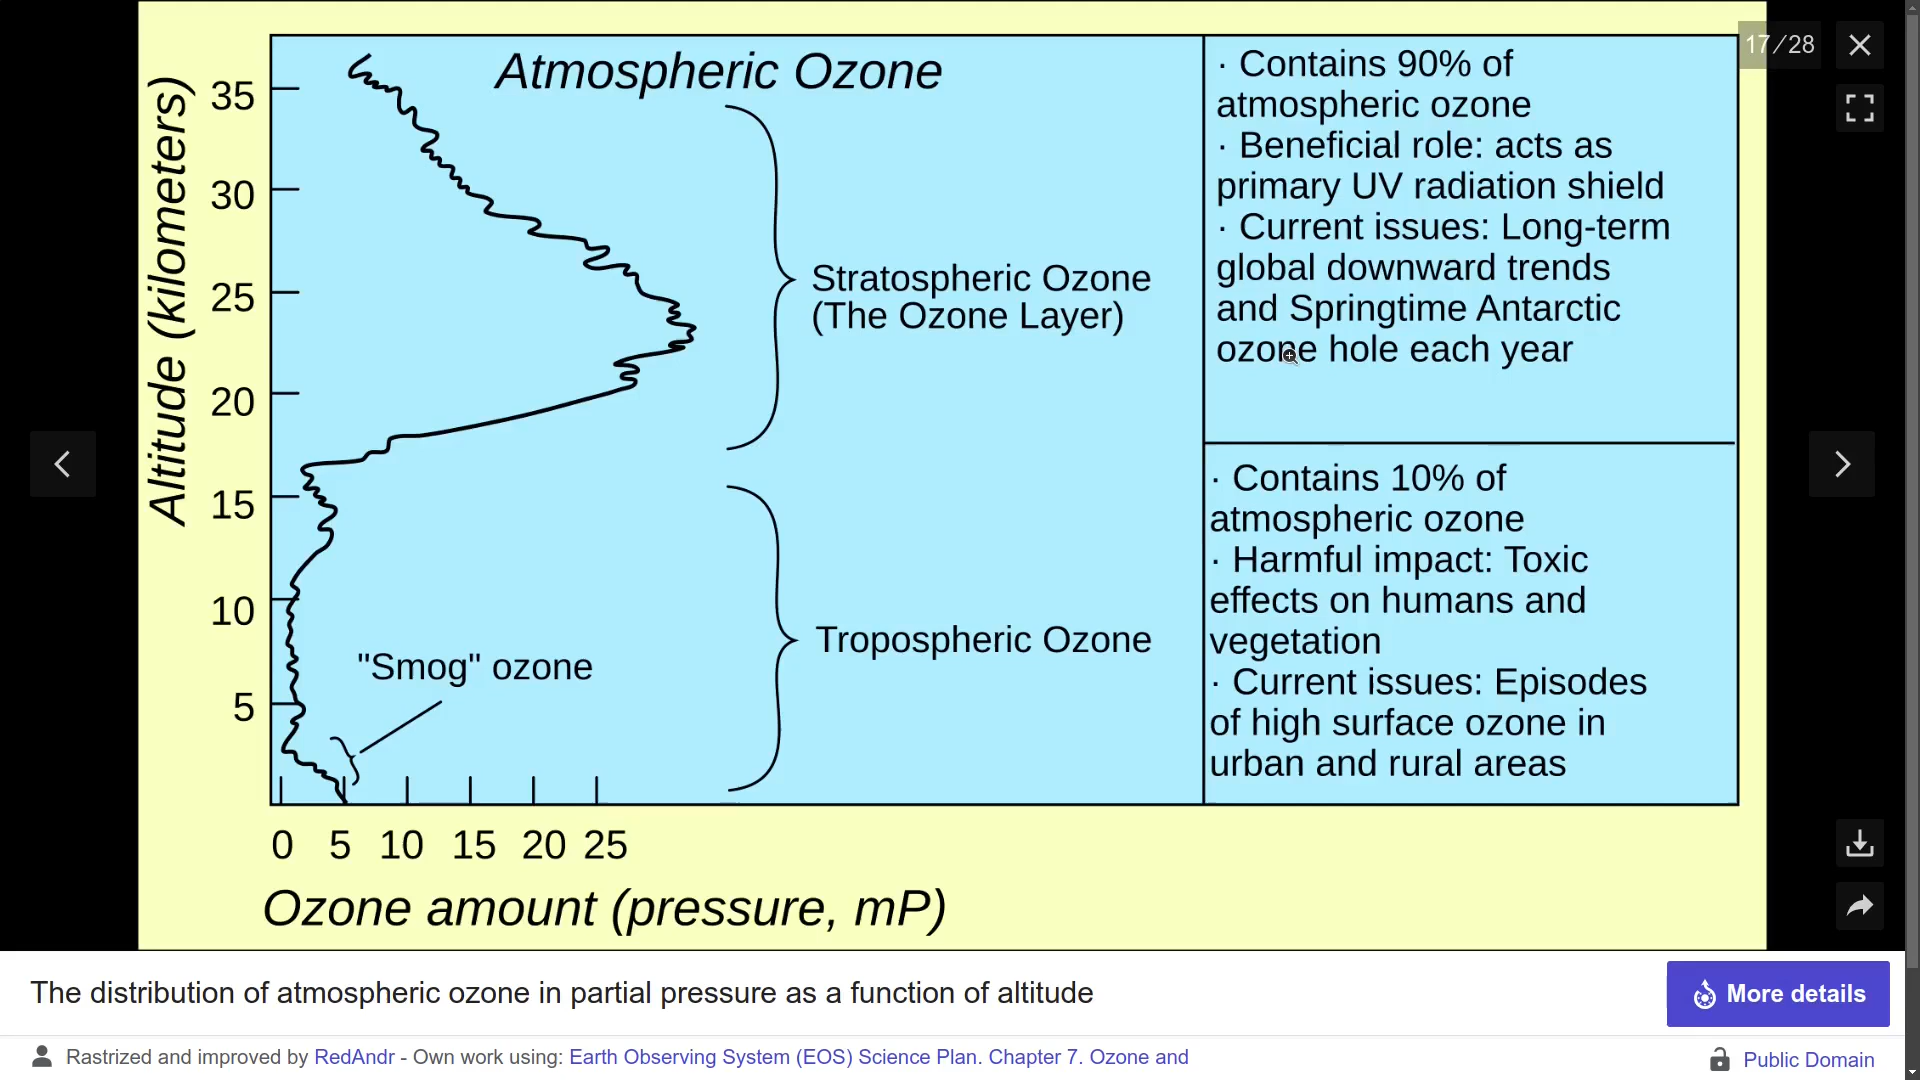 17/28
Atmospheric Ozone
Altitude (kilometers)
35
30
25
20
15
10
5
Stratospheric Ozone
(The Ozone Layer)
Tropospheric Ozone
"Smog" ozone
· Contains 90% of
atmospheric ozone
· Beneficial role: acts as
primary UV radiation shield
· Current issues: Long-term
global downward trends
and Springtime Antarctic
ozone hole each year
· Contains 10% of
atmospheric ozone
· Harmful impact: Toxic
effects on humans and
vegetation
· Current issues: Episodes
of high surface ozone in
urban and rural areas
0 5 10 15 20 25
Ozone amount (pressure, mP)
The distribution of atmospheric ozone in partial pressure as a function of altitude
More details
Rastrized and improved by RedAndr - Own work using: Earth Observing System (EOS) Science Plan. Chapter 7. Ozone and
Public Domain